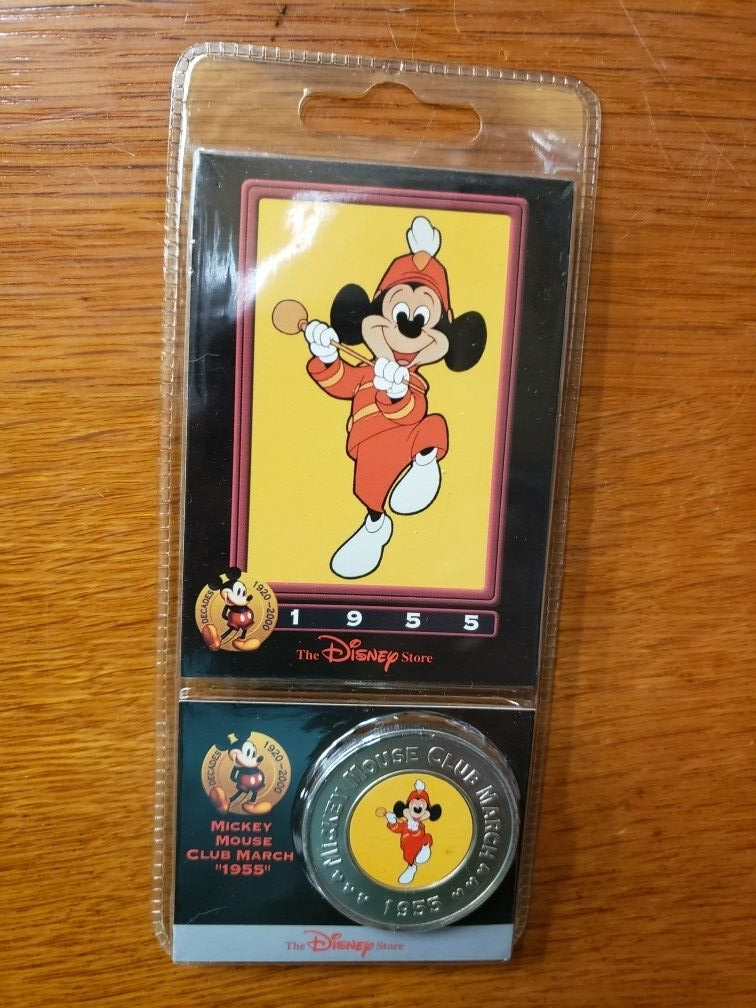 DECADES 1920-2000
1 9 5 5
The Disney Store
DECADES 1920-2000
MICKEY
MOUSE
CLUB MARCH
"1955"
MICKEY MOUSE CLUB MARCH
1955
The Disney Store